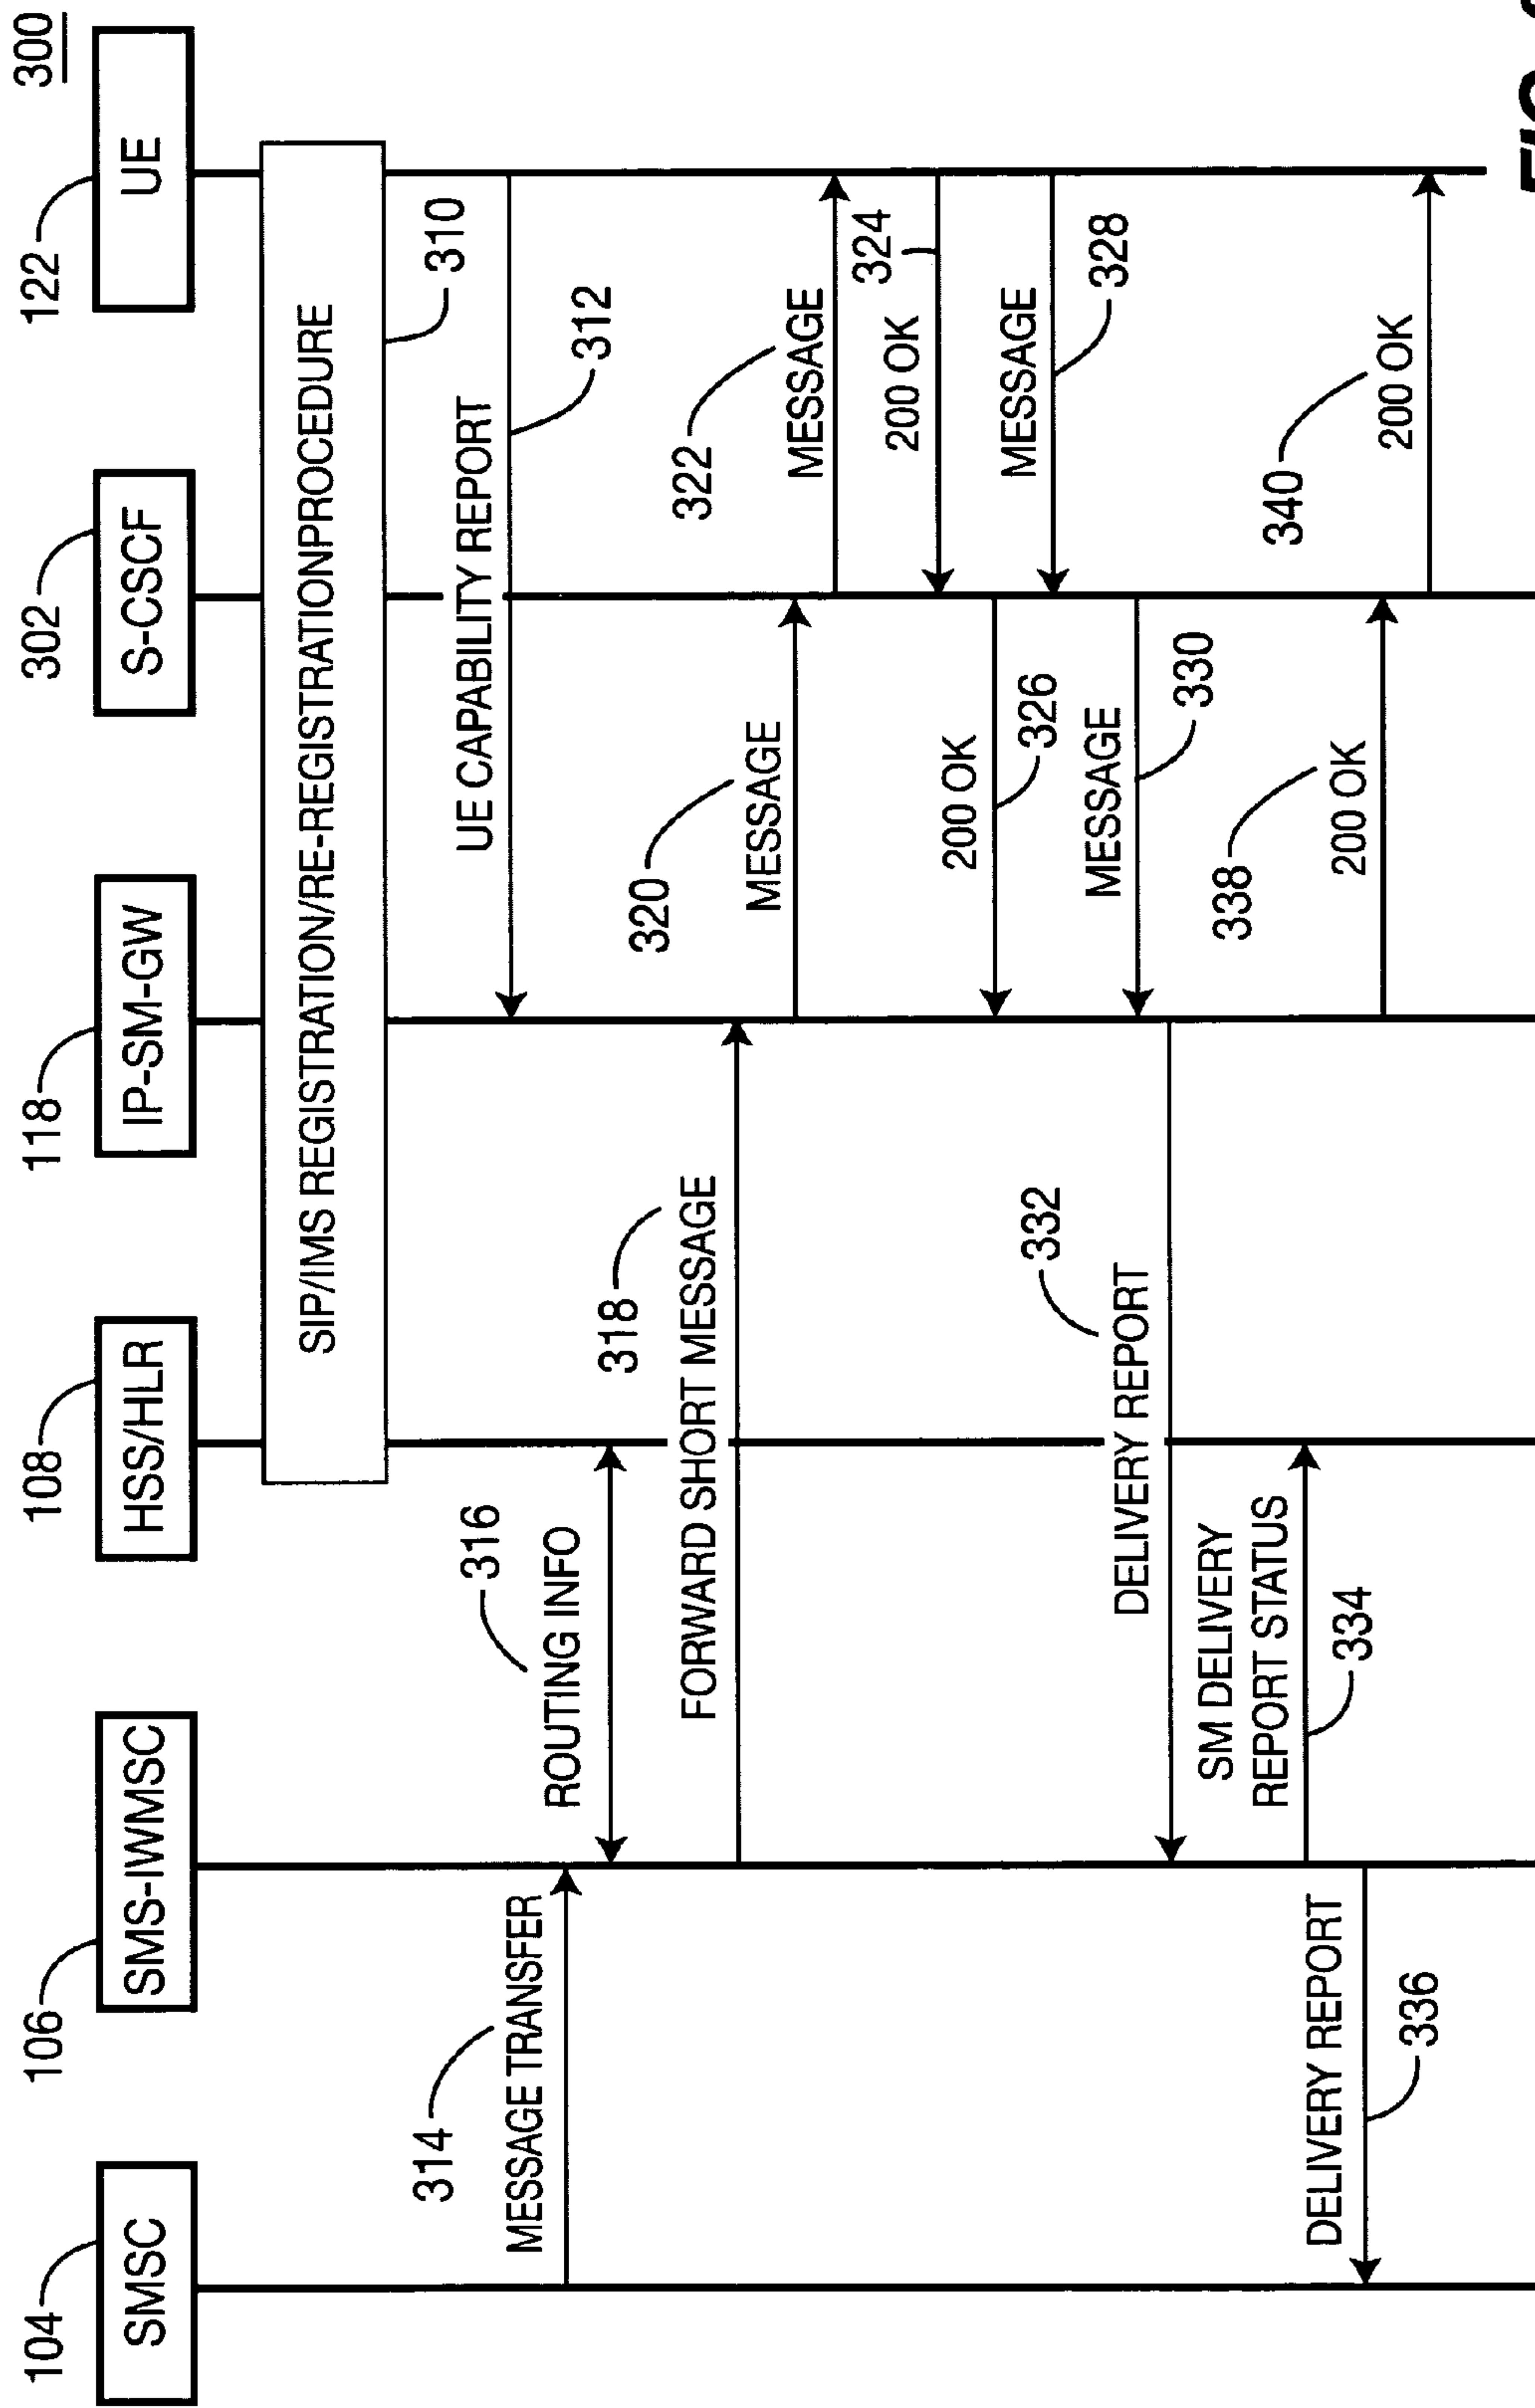 300
104
106
108
118
302
122
SMSC
SMS-IWMSC
HSS/HLR
IP-SM-GW
S-CSCF
UE
SIP/IMS REGISTRATION/RE-REGISTRATIONPROCEDURE
310
UE CAPABILITY REPORT
312
314
MESSAGE TRANSFER
316
ROUTING INFO
318
FORWARD SHORT MESSAGE
320
MESSAGE
322
MESSAGE
324
200 OK
326
200 OK
328
MESSAGE
330
MESSAGE
332
DELIVERY REPORT
SM DELIVERY
REPORT STATUS
334
DELIVERY REPORT
336
338
200 OK
340
200 OK